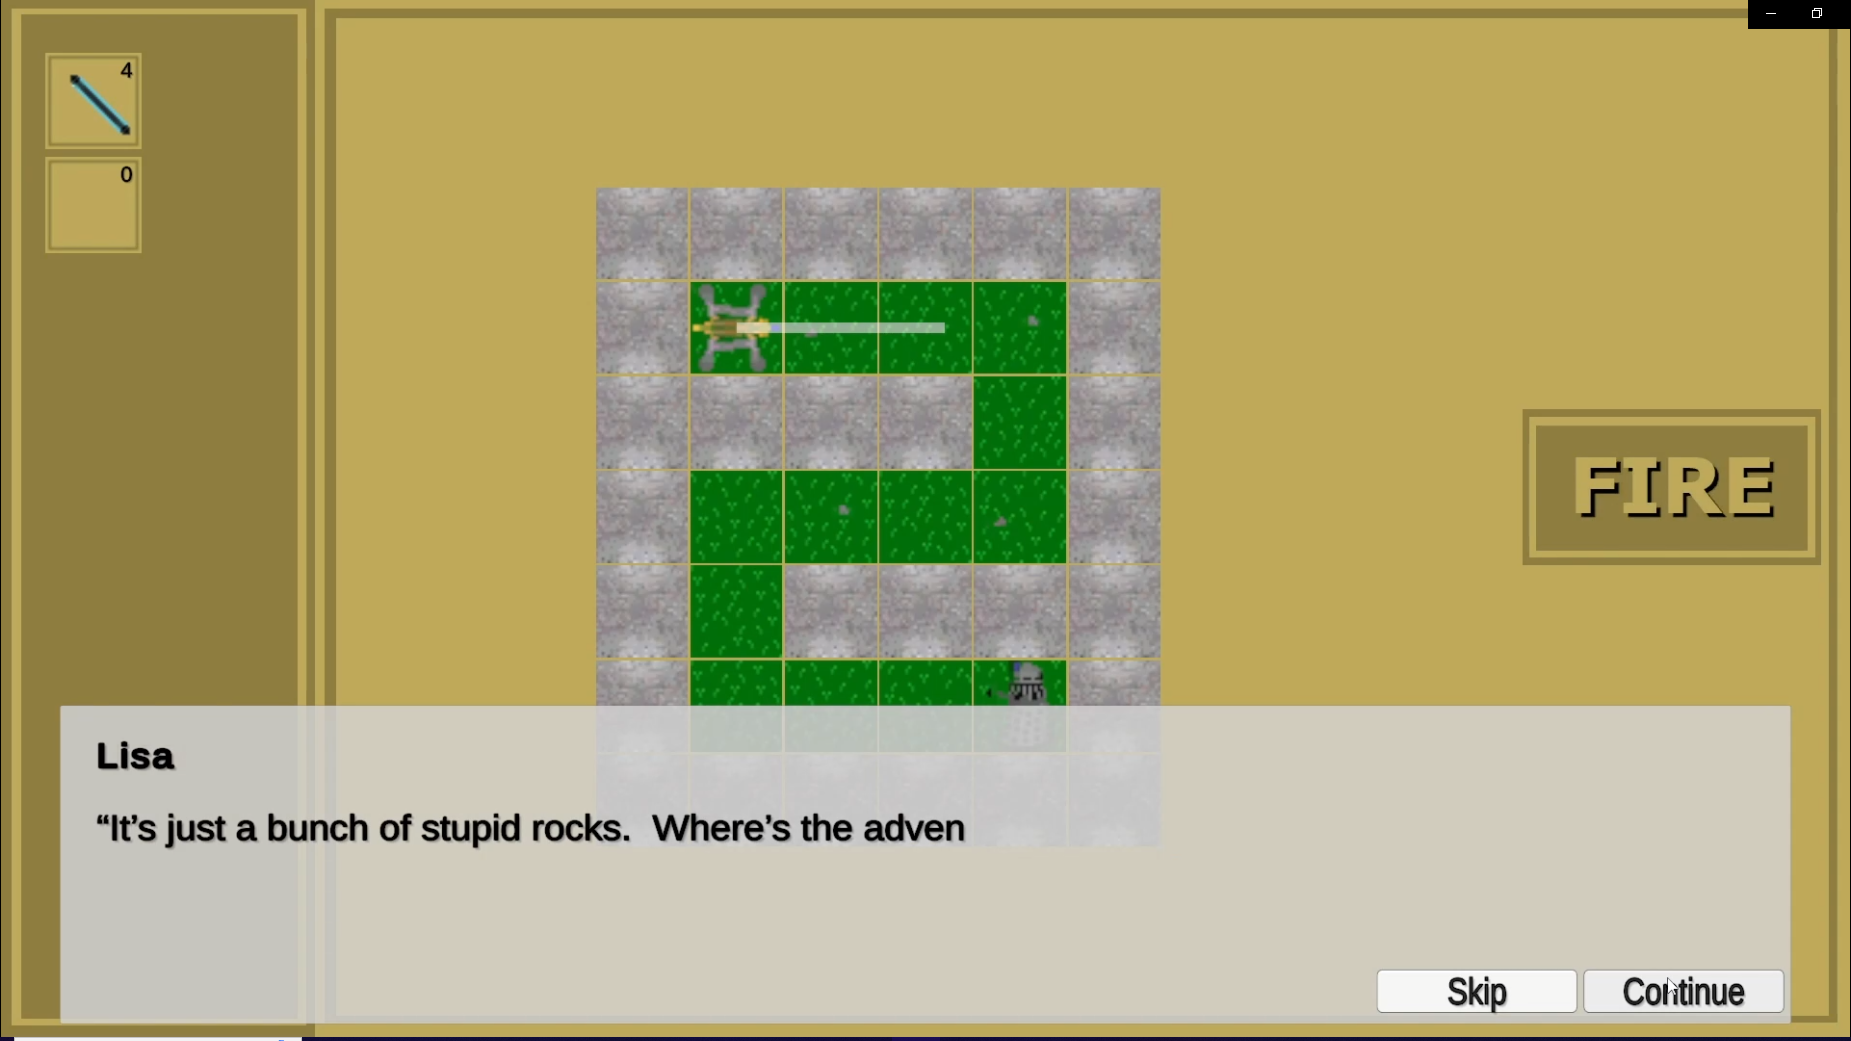 4
0
FIRE
Lisa
“It’s just a bunch of stupid rocks.  Where’s the adven
Skip
Continue